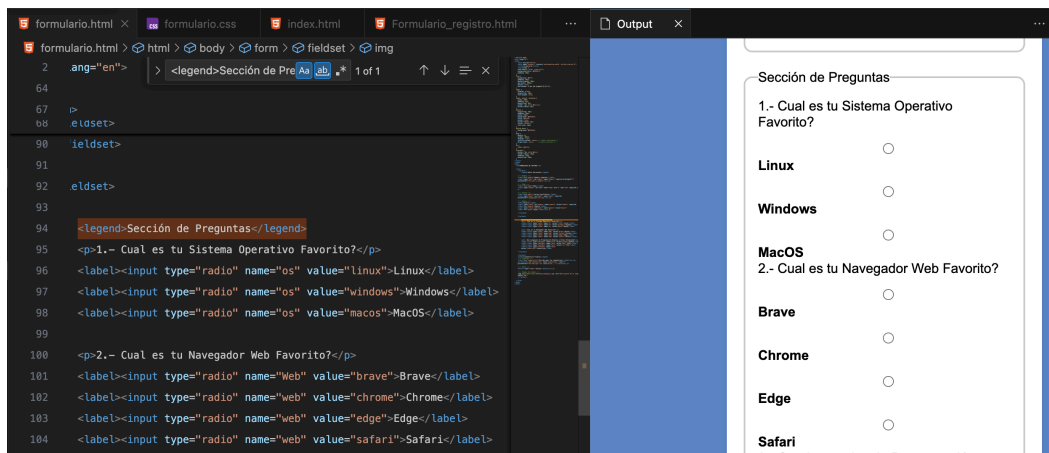 formulario.html
formulario.css
index.html
Formulario_registro.html
...
Output
...
formulario.html > html > body > form > fieldset > img
<legend>Sección de Pre Aa ab .* 1 of 1
2 .ang="en">
64
67 >
68 eldset>
90 ieldset>
91
92 .eldset>
93
94 <legend>Sección de Preguntas</legend>
95 <p>1.- Cual es tu Sistema Operativo Favorito?</p>
96 <label><input type="radio" name="os" value="linux">Linux</label>
97 <label><input type="radio" name="os" value="windows">Windows</label>
98 <label><input type="radio" name="os" value="macos">MacOS</label>
99
100 <p>2.- Cual es tu Navegador Web Favorito?</p>
101 <label><input type="radio" name="Web" value="brave">Brave</label>
102 <label><input type="radio" name="web" value="chrome">Chrome</label>
103 <label><input type="radio" name="web" value="edge">Edge</label>
104 <label><input type="radio" name="web" value="safari">Safari</label>
Sección de Preguntas
1.- Cual es tu Sistema Operativo
Favorito?
Linux
Windows
MacOS
2.- Cual es tu Navegador Web Favorito?
Brave
Chrome
Edge
Safari